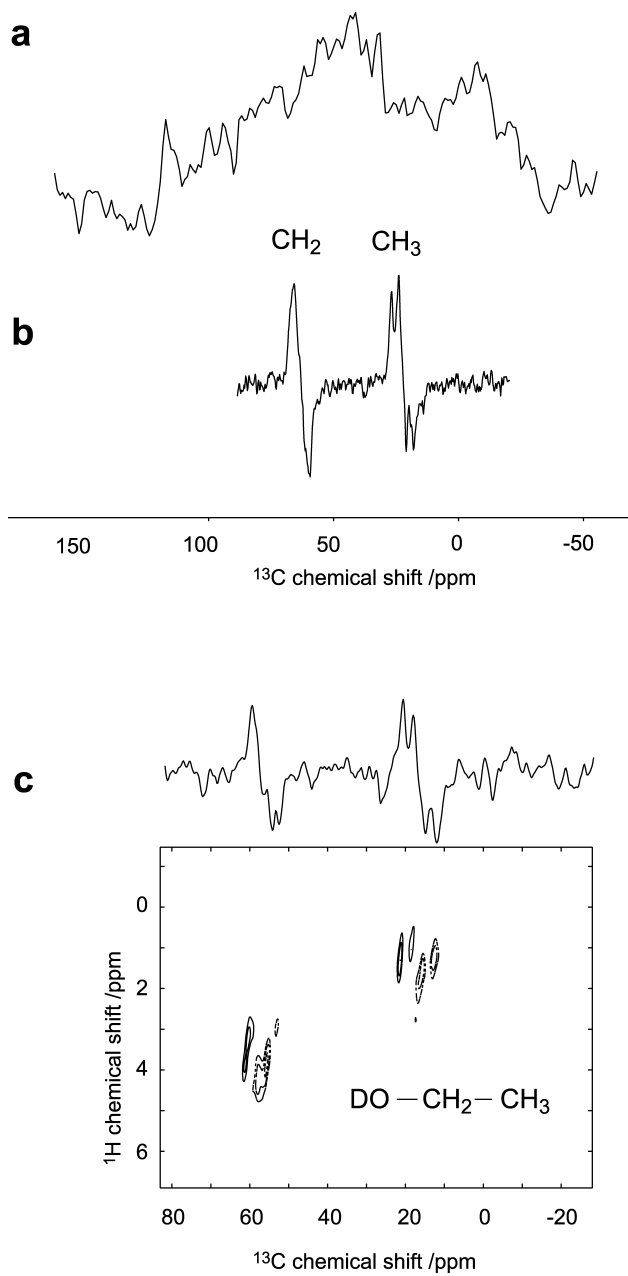 a
CH₂ CH₃
b
150 100 50 0 -50
¹³C chemical shift /ppm
c
0
2
4
6
¹H chemical shift /ppm
DO — CH₂ — CH₃
80 60 40 20 0 -20
¹³C chemical shift /ppm